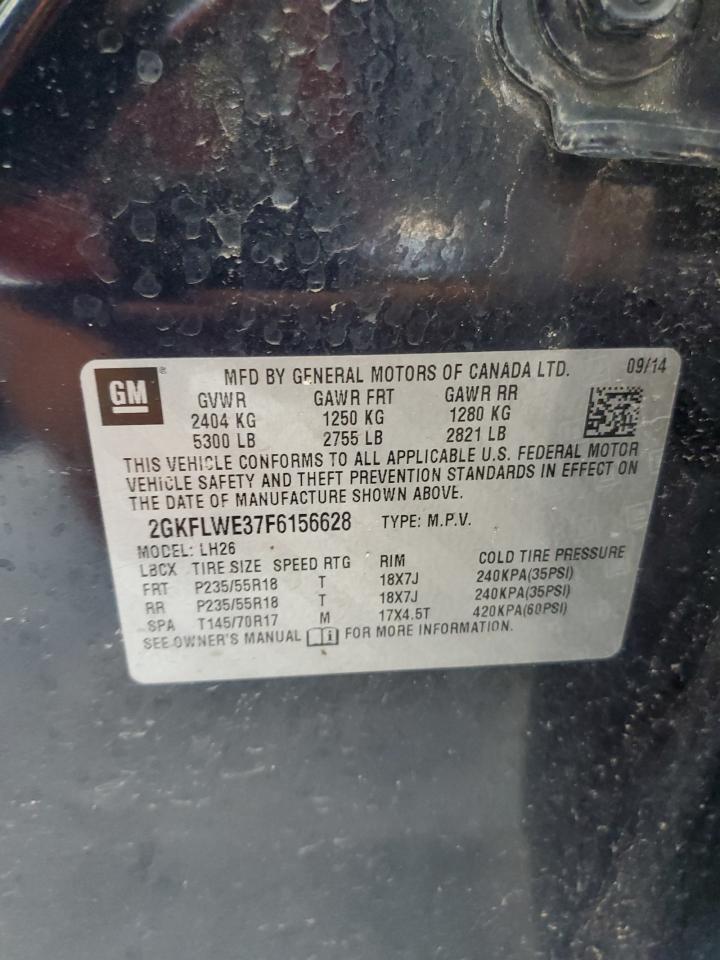 GM ® MFD BY GENERAL MOTORS OF CANADA LTD. 09/14
GVWR GAWR FRT GAWR RR
2404 KG 1250 KG 1280 KG
5300 LB 2755 LB 2821 LB
THIS VEHICLE CONFORMS TO ALL APPLICABLE U.S. FEDERAL MOTOR
VEHICLE SAFETY AND THEFT PREVENTION STANDARDS IN EFFECT ON
THE DATE OF MANUFACTURE SHOWN ABOVE.
2GKFLWE37F6156628 TYPE: M.P.V.
MODEL: LH26
LBCX TIRE SIZE SPEED RTG RIM COLD TIRE PRESSURE
FRT P235/55R18 T 18X7J 240KPA(35PSI)
RR P235/55R18 T 18X7J 240KPA(35PSI)
SPA T145/70R17 M 17X4.5T 420KPA(60PSI)
SEE OWNER'S MANUAL i FOR MORE INFORMATION.